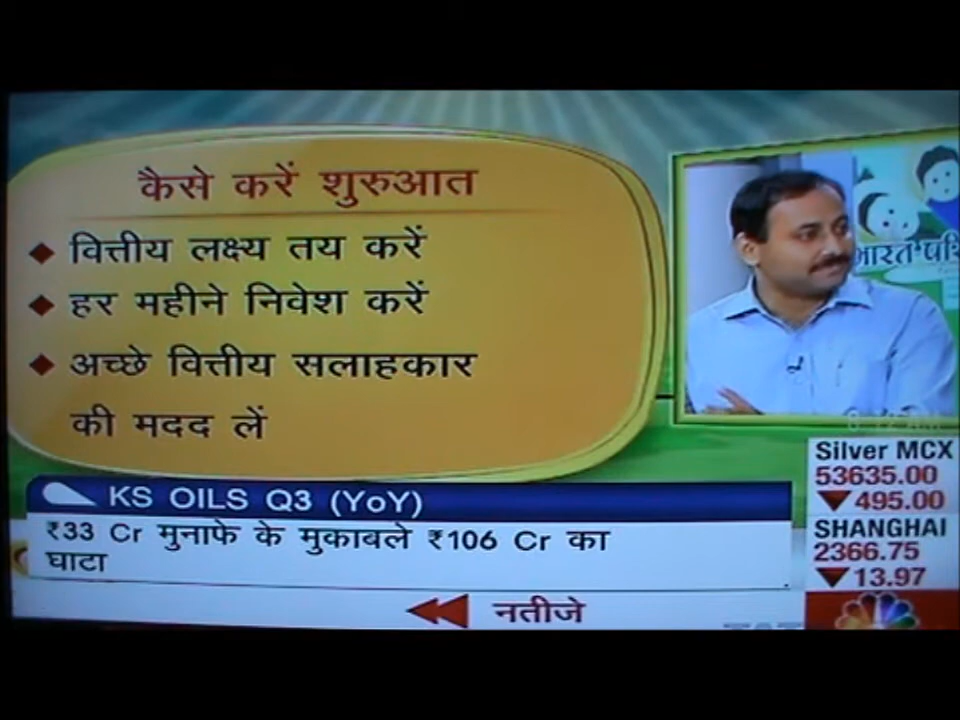 कैसे करें शुरुआत
वित्तीय लक्ष्य तय करें
हर महीने निवेश करें
अच्छे वित्तीय सलाहकार
की मदद लें
भारत
Silver MCX
53635.00
495.00
SHANGHAI
2366.75
13.97
KS OILS Q3 (YoY)
₹33 Cr मुनाफे के मुकाबले ₹106 Cr का
घाटा
नतीजे